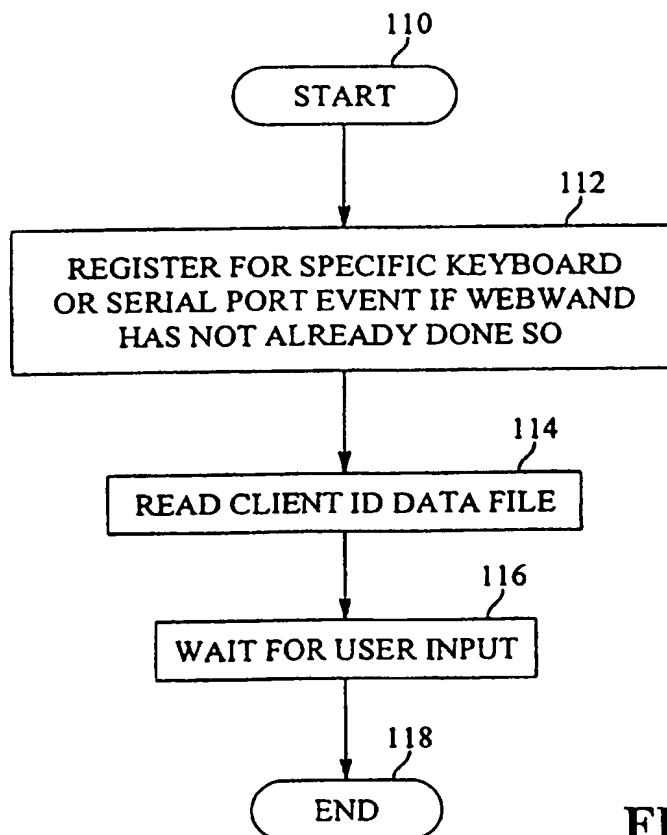 110
START
112
REGISTER FOR SPECIFIC KEYBOARD
OR SERIAL PORT EVENT IF WEBWAND
HAS NOT ALREADY DONE SO
114
READ CLIENT ID DATA FILE
116
WAIT FOR USER INPUT
118
END